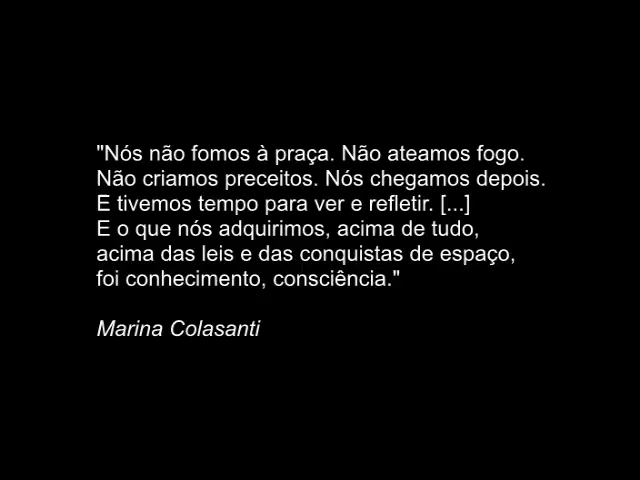 "Nós não fomos à praça. Não ateamos fogo.
Não criamos preceitos. Nós chegamos depois.
E tivemos tempo para ver e refletir. [...]
E o que nós adquirimos, acima de tudo,
acima das leis e das conquistas de espaço,
foi conhecimento, consciência."
Marina Colasanti